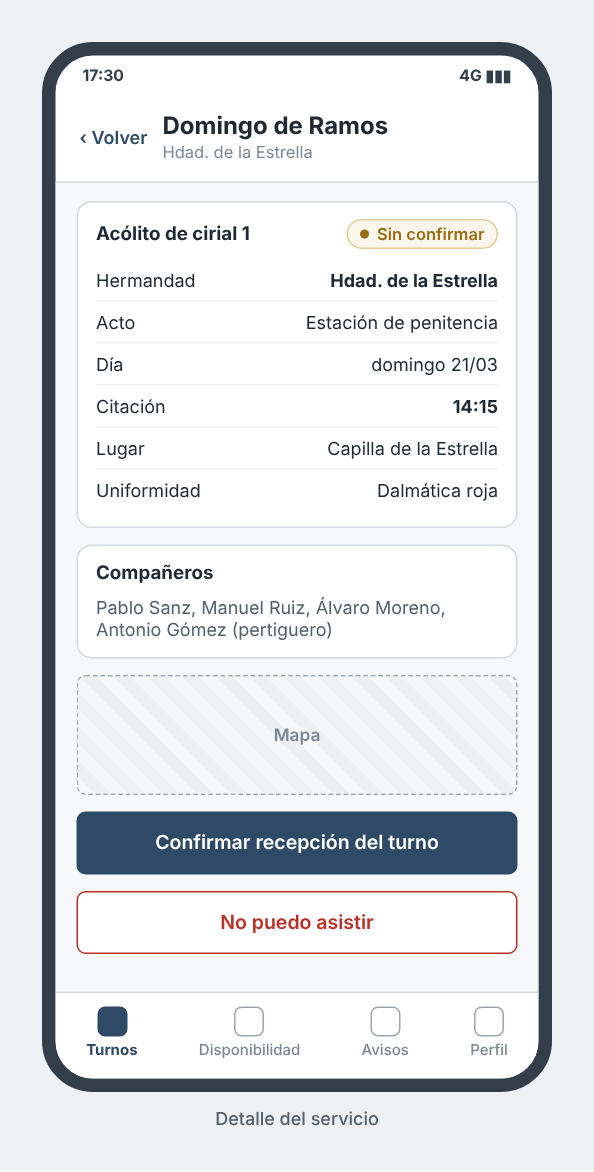 17:30 4G
‹ Volver
Domingo de Ramos
Hdad. de la Estrella
Acólito de cirial 1
Sin confirmar
Hermandad Hdad. de la Estrella
Acto Estación de penitencia
Día domingo 21/03
Citación 14:15
Lugar Capilla de la Estrella
Uniformidad Dalmática roja
Compañeros
Pablo Sanz, Manuel Ruiz, Álvaro Moreno,
Antonio Gómez (pertiguero)
Mapa
Confirmar recepción del turno
No puedo asistir
Turnos Disponibilidad Avisos Perfil
Detalle del servicio